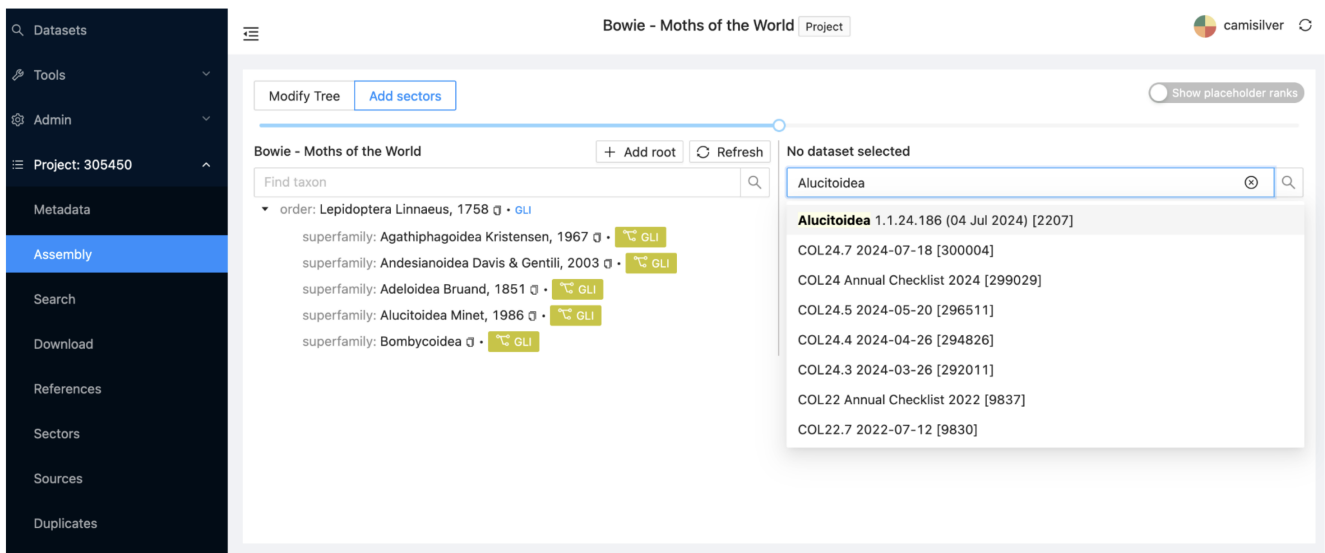 Datasets
Tools
Admin
Project: 305450
Metadata
Assembly
Search
Download
References
Sectors
Sources
Duplicates
Bowie - Moths of the World Project
camisilver
Modify Tree Add sectors
Show placeholder ranks
Bowie - Moths of the World
+ Add root Refresh
Find taxon
order: Lepidoptera Linnaeus, 1758 • GLI
superfamily: Agathiphagoidea Kristensen, 1967 • GLI
superfamily: Andesianoidea Davis & Gentili, 2003 • GLI
superfamily: Adeloidea Bruand, 1851 • GLI
superfamily: Alucitoidea Minet, 1986 • GLI
superfamily: Bombycoidea • GLI
No dataset selected
Alucitoidea
Alucitoidea 1.1.24.186 (04 Jul 2024) [2207]
COL24.7 2024-07-18 [300004]
COL24 Annual Checklist 2024 [299029]
COL24.5 2024-05-20 [296511]
COL24.4 2024-04-26 [294826]
COL24.3 2024-03-26 [292011]
COL22 Annual Checklist 2022 [9837]
COL22.7 2022-07-12 [9830]